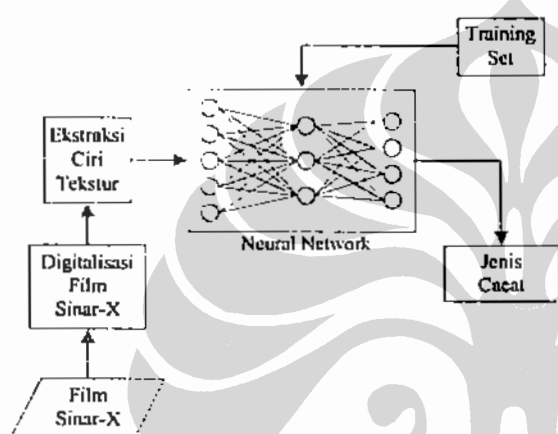 Training
Set
Ekstraksi
Ciri
Tekstur
Neural Network
Digitalisasi
Film
Sinar-X
Jenis
Cacat
Film
Sinar-X